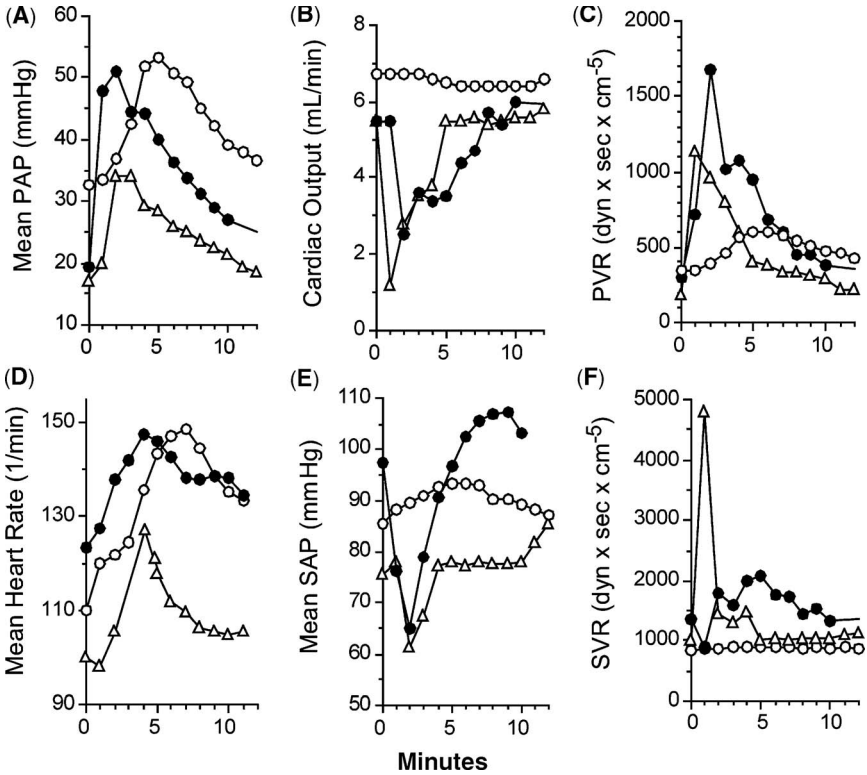 (A)
Mean PAP (mmHg)
60
50
40
30
20
10
0 5 10
(B)
Cardiac Output (mL/min)
8
6
4
2
0
0 5 10
(C)
PVR (dyn x sec x cm-5)
2000
1500
1000
500
0
0 5 10
(D)
Mean Heart Rate (1/min)
150
130
110
90
0 5 10
(E)
Mean SAP (mmHg)
110
100
90
80
70
60
50
0 5 10
(F)
SVR (dyn x sec x cm-5)
5000
4000
3000
2000
1000
0
0 5 10
Minutes